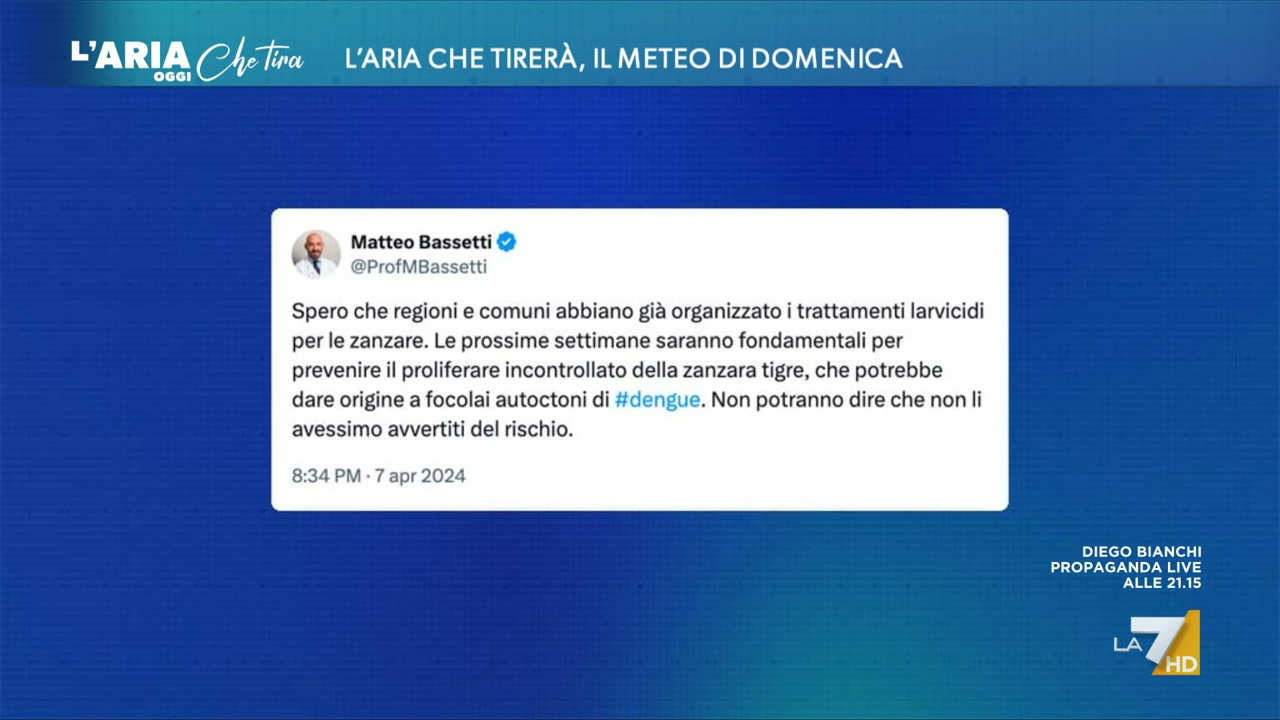 L'ARIA Che tira
OGGI
L'ARIA CHE TIRERÀ, IL METEO DI DOMENICA
Matteo Bassetti
@ProfMBassetti
Spero che regioni e comuni abbiano già organizzato i trattamenti larvicidi
per le zanzare. Le prossime settimane saranno fondamentali per
prevenire il proliferare incontrollato della zanzara tigre, che potrebbe
dare origine a focolai autoctoni di #dengue. Non potranno dire che non li
avessimo avvertiti del rischio.
8:34 PM · 7 apr 2024
DIEGO BIANCHI
PROPAGANDA LIVE
ALLE 21.15
LA7
HD